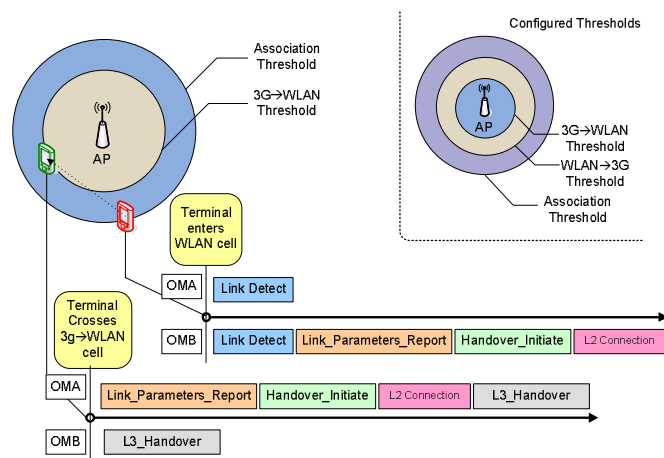 Association
Threshold
3G→WLAN
Threshold
AP
Configured Thresholds
AP
3G→WLAN
Threshold
WLAN→3G
Threshold
Association
Threshold
Terminal
enters
WLAN cell
OMA
Link Detect
OMB
Link Detect
Link_Parameters_Report
Handover_Initiate
L2 Connection
Terminal
Crosses
3g→WLAN
cell
OMA
Link_Parameters_Report
Handover_Initiate
L2 Connection
L3_Handover
OMB
L3_Handover